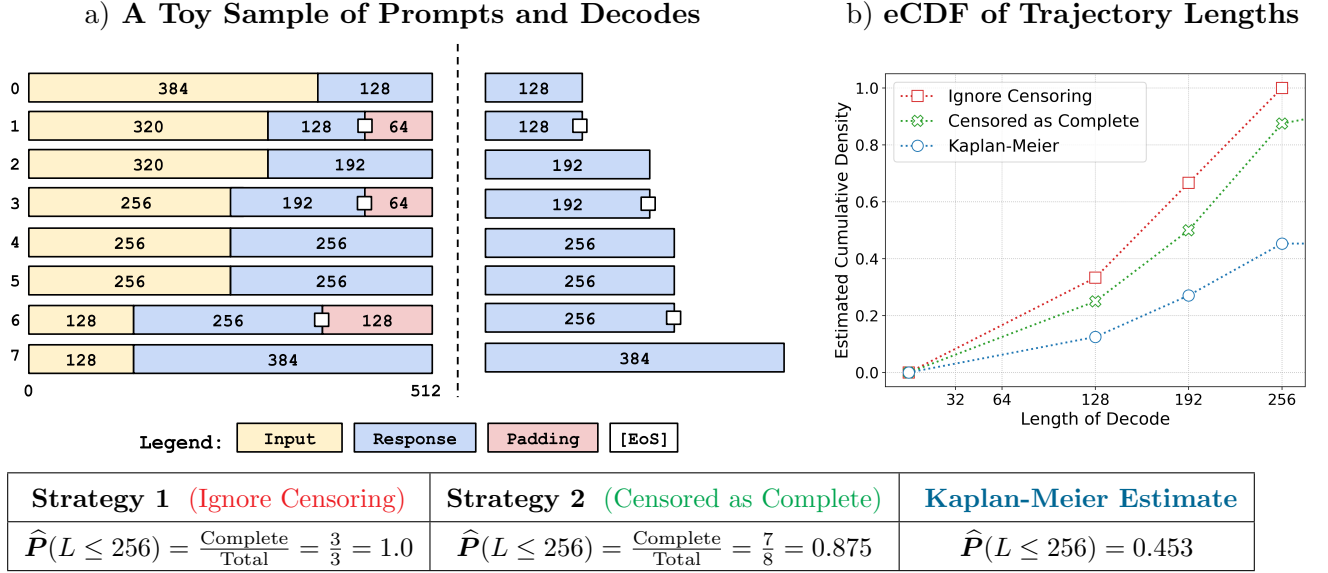 a) A Toy Sample of Prompts and Decodes
0 384 128
1 320 128 64
2 320 192
3 256 192 64
4 256 256
5 256 256
6 128 256 128
7 128 384
0 512
128
128
192
192
256
256
256
384
Legend: Input Response Padding [EoS]
b) eCDF of Trajectory Lengths
Ignore Censoring
Censored as Complete
Kaplan-Meier
Estimated Cumulative Density
1.0
0.8
0.6
0.4
0.2
0.0
32 64 128 192 256
Length of Decode
Strategy 1 (Ignore Censoring)
Strategy 2 (Censored as Complete)
Kaplan-Meier Estimate
P̂(L ≤ 256) = Complete/Total = 3/3 = 1.0
P̂(L ≤ 256) = Complete/Total = 7/8 = 0.875
P̂(L ≤ 256) = 0.453